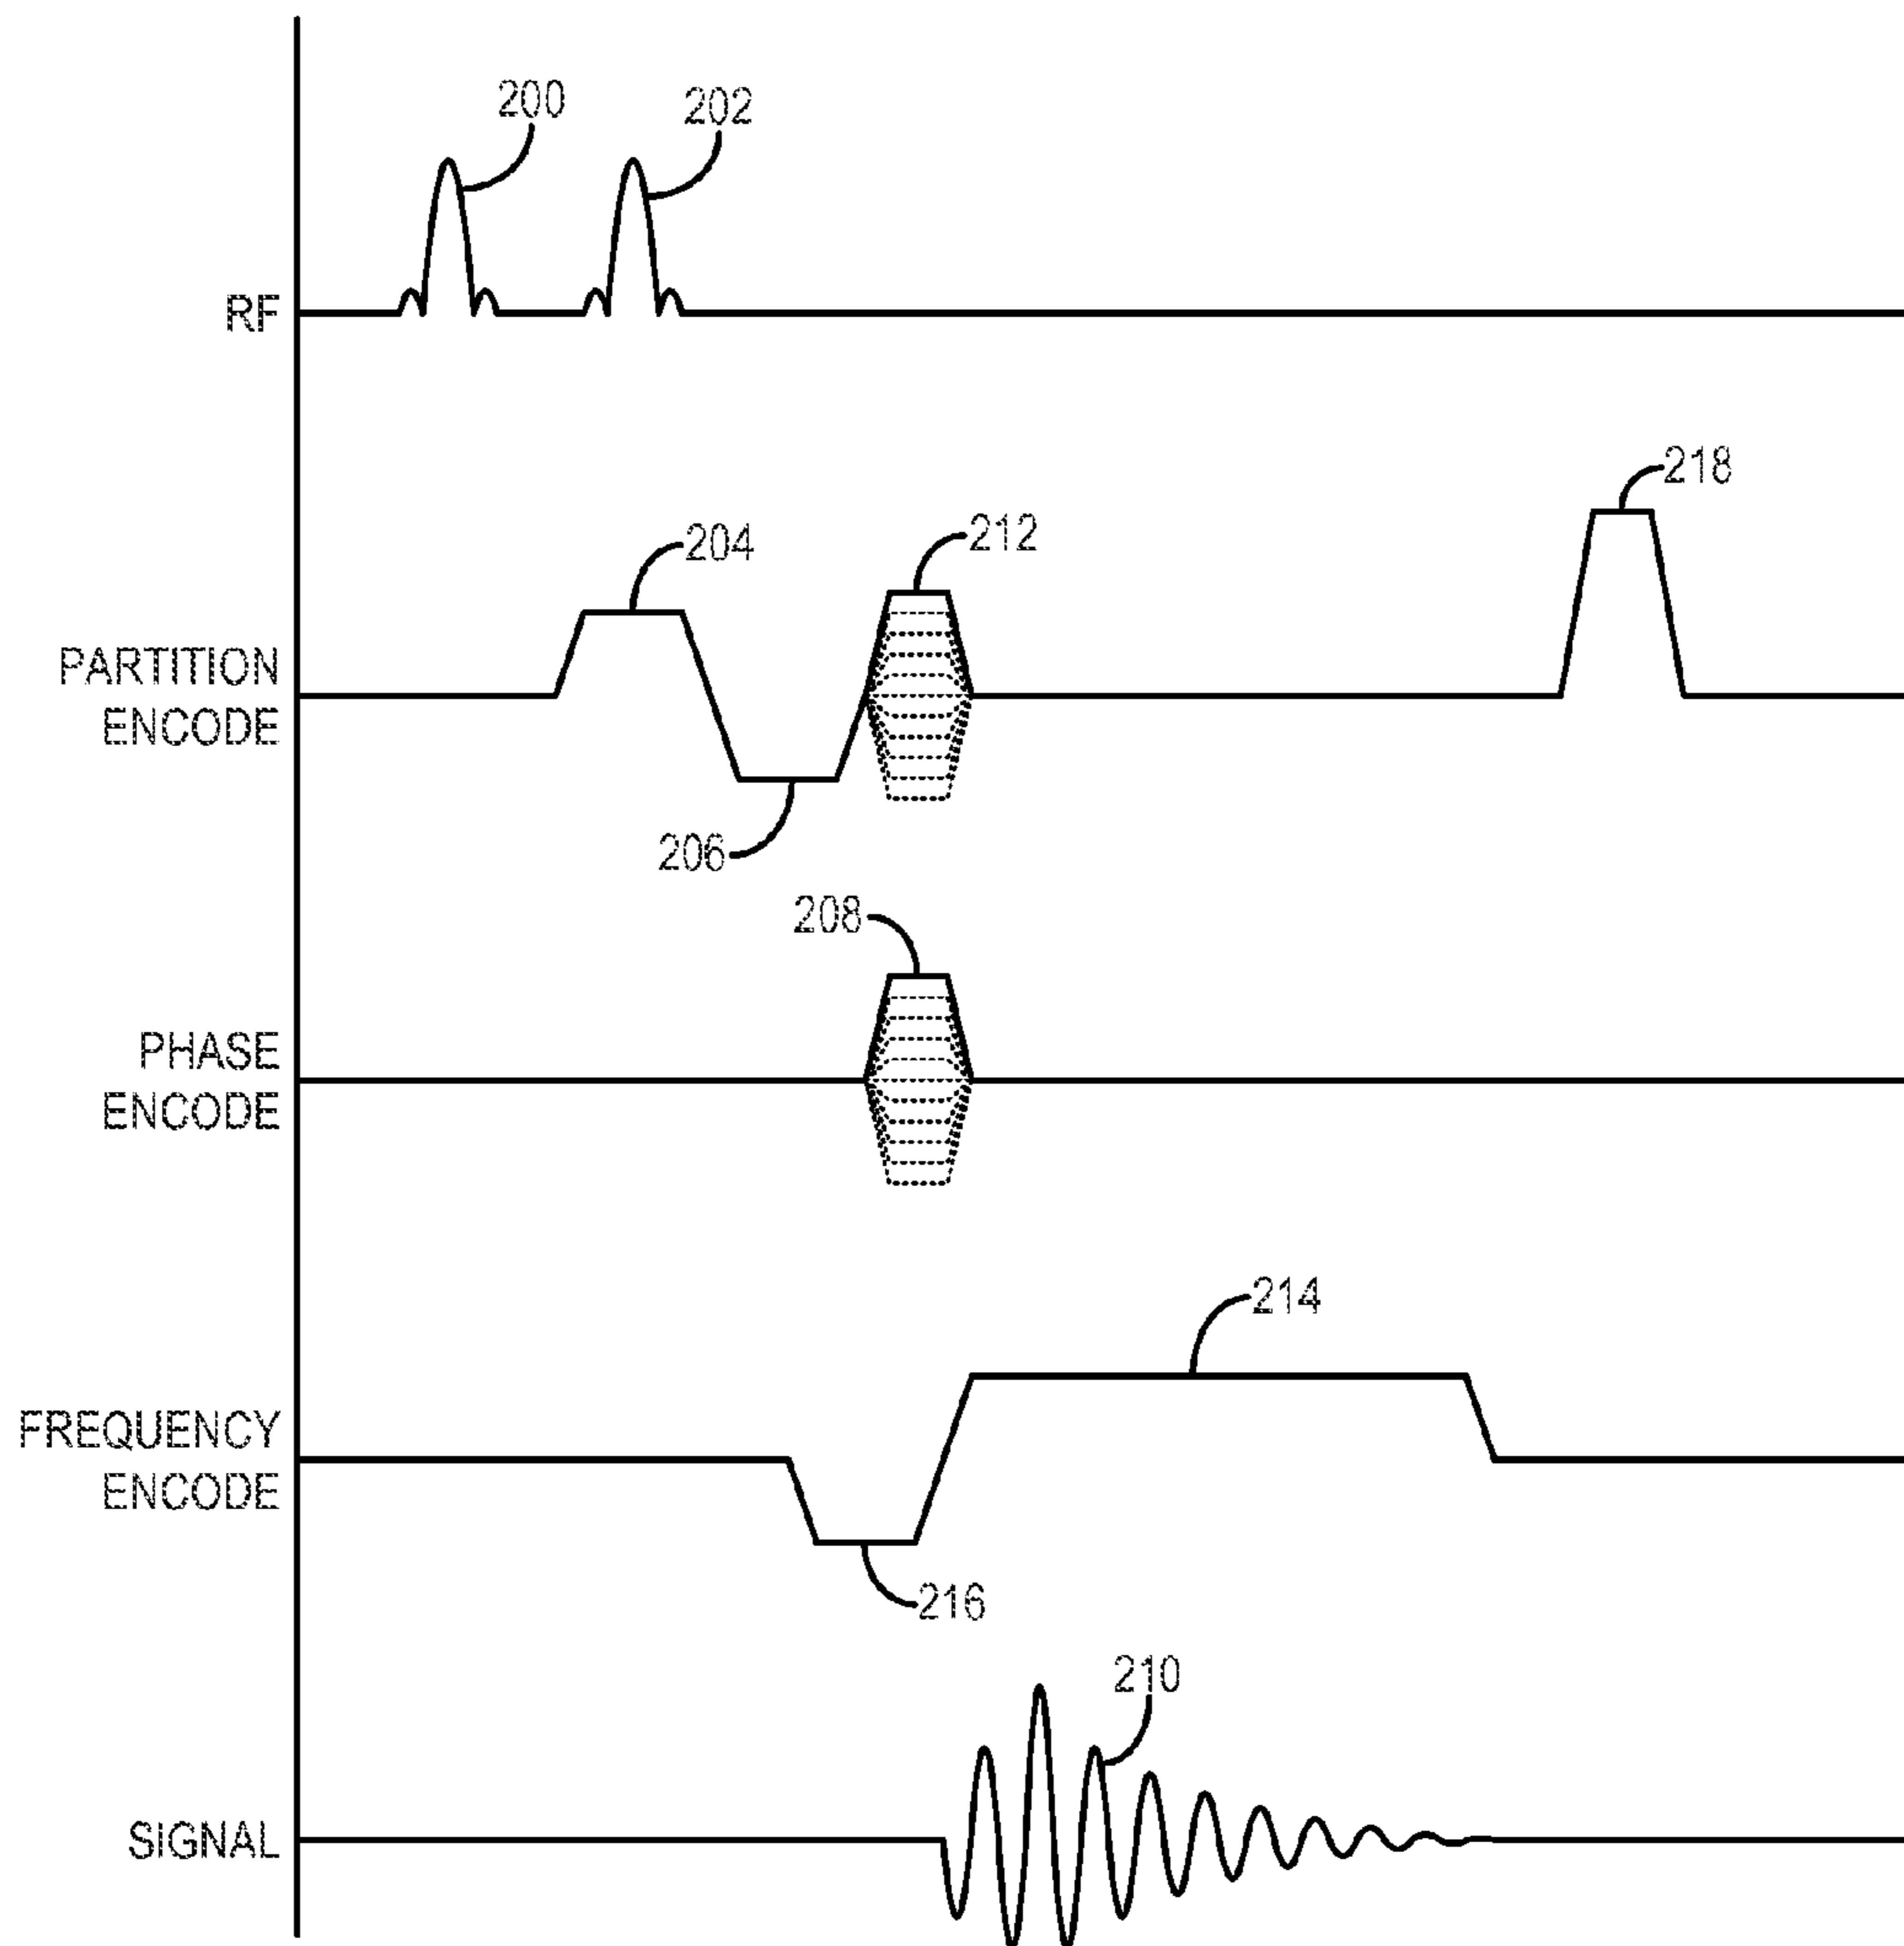 200
202
RF
218
204
212
PARTITION
ENCODE
206
208
PHASE
ENCODE
214
FREQUENCY
ENCODE
216
210
SIGNAL